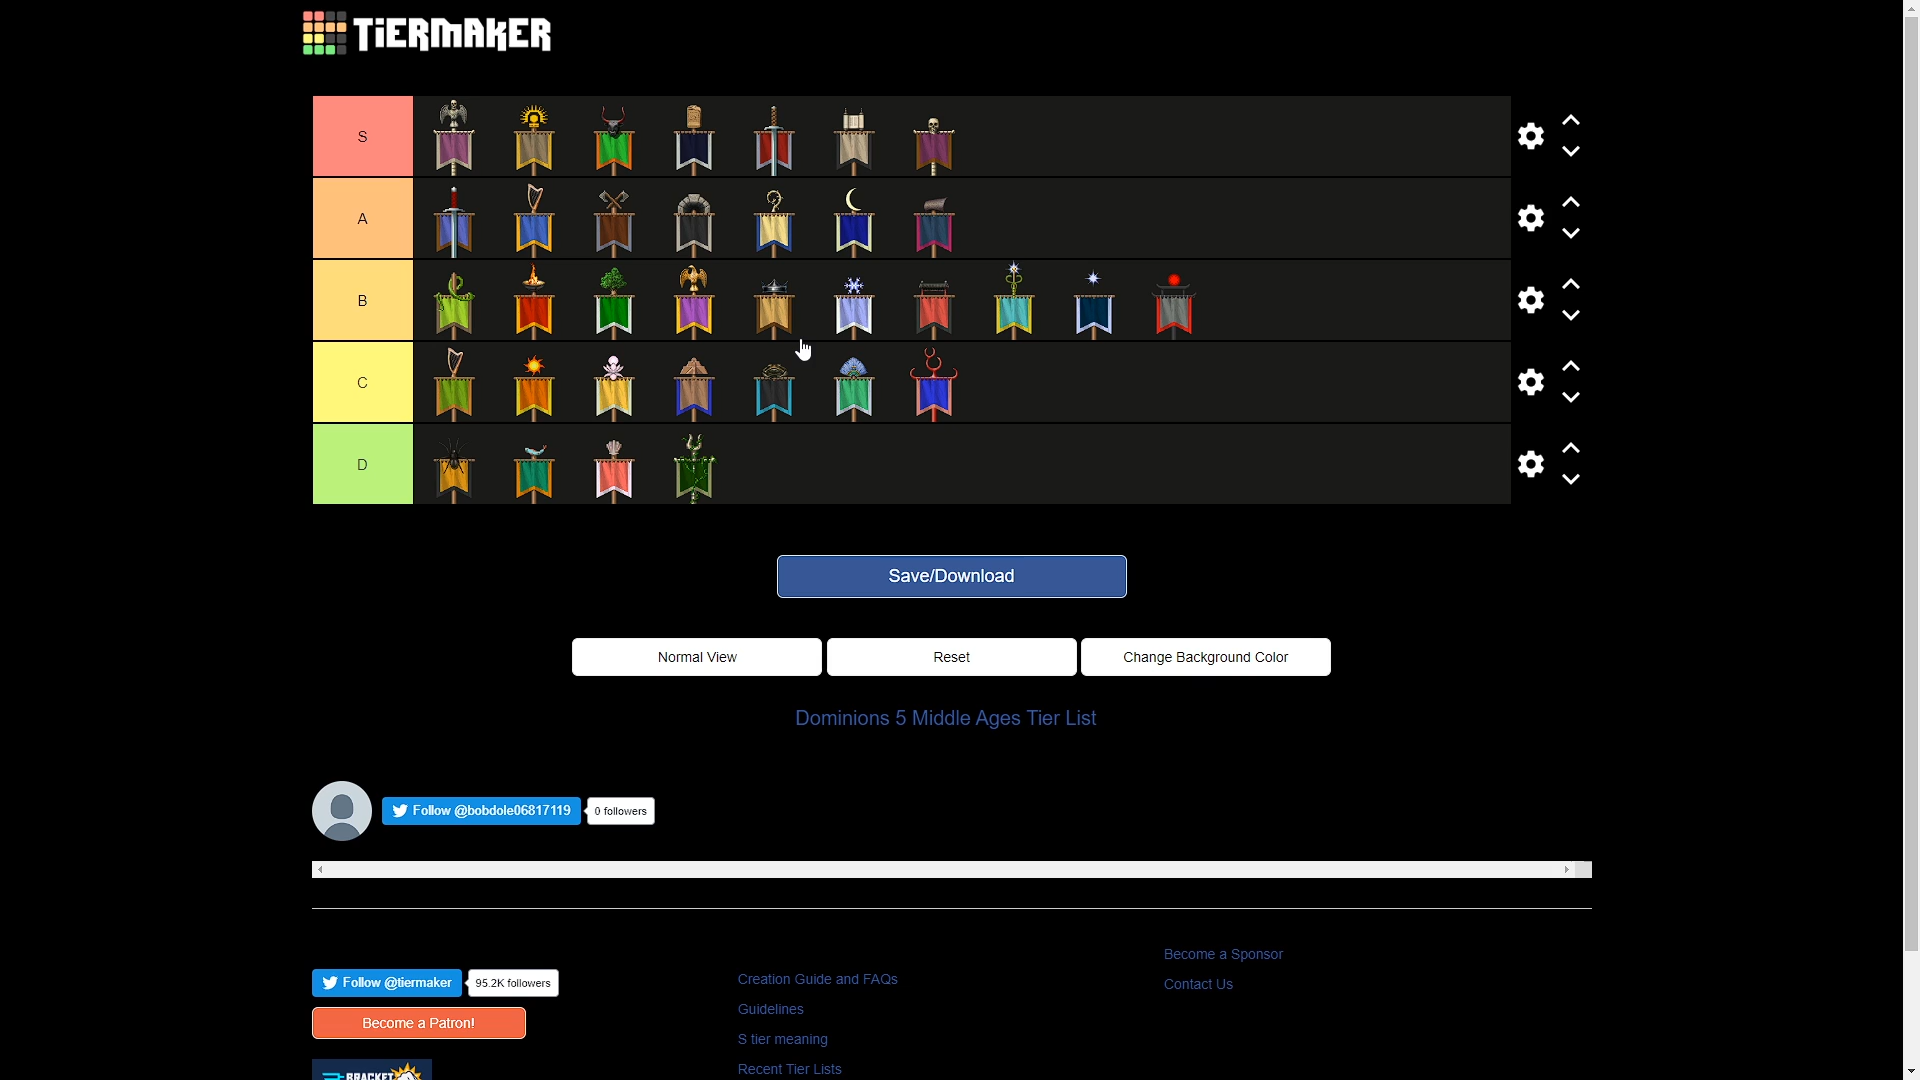 TiERMAKER
S
A
B
C
D
Save/Download
Normal View
Reset
Change Background Color
Dominions 5 Middle Ages Tier List
Follow @bobdole06817119
0 followers
Follow @tiermaker
95.2K followers
Become a Patron!
BRACKET
Creation Guide and FAQs
Guidelines
S tier meaning
Recent Tier Lists
Become a Sponsor
Contact Us